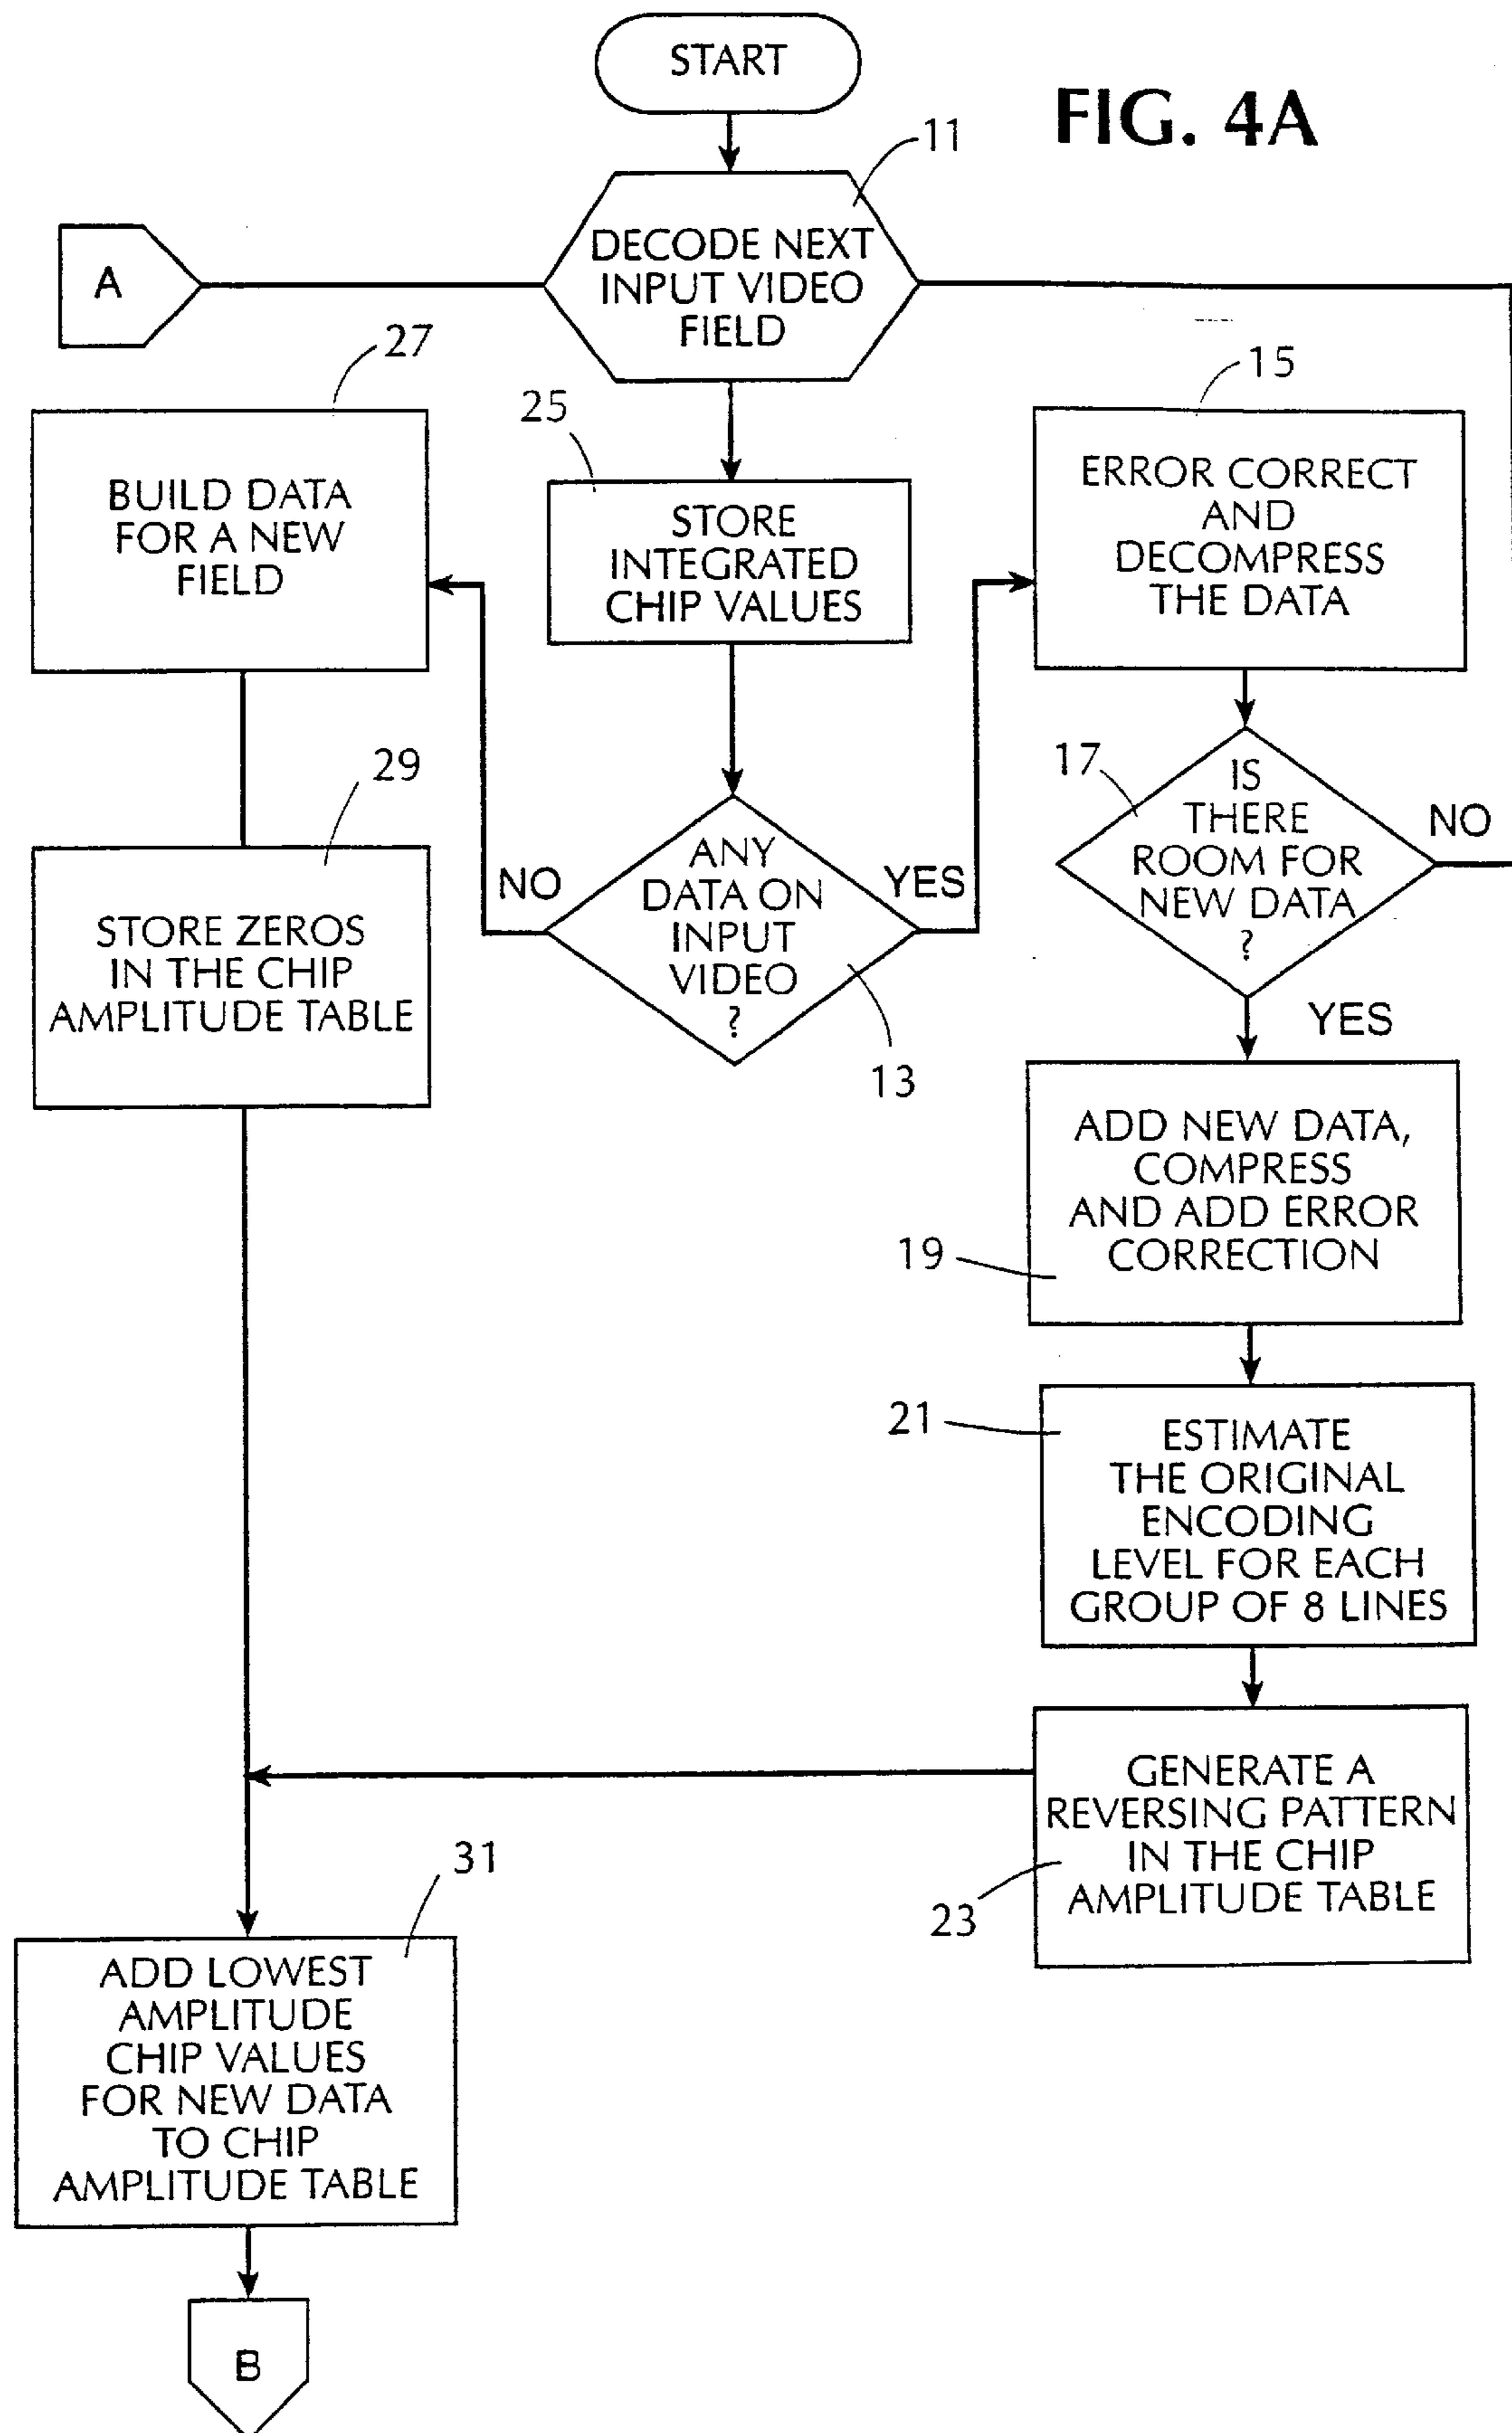 START
FIG. 4A
11
A
DECODE NEXT
INPUT VIDEO
FIELD
27
BUILD DATA
FOR A NEW
FIELD
25
STORE
INTEGRATED
CHIP VALUES
15
ERROR CORRECT
AND
DECOMPRESS
THE DATA
17
IS
THERE
ROOM FOR
NEW DATA
?
NO
YES
29
STORE ZEROS
IN THE CHIP
AMPLITUDE TABLE
NO
ANY
DATA ON
INPUT
VIDEO
?
YES
13
ADD NEW DATA,
COMPRESS
AND ADD ERROR
CORRECTION
19
21
ESTIMATE
THE ORIGINAL
ENCODING
LEVEL FOR EACH
GROUP OF 8 LINES
GENERATE A
REVERSING PATTERN
IN THE CHIP
AMPLITUDE TABLE
23
31
ADD LOWEST
AMPLITUDE
CHIP VALUES
FOR NEW DATA
TO CHIP
AMPLITUDE TABLE
B